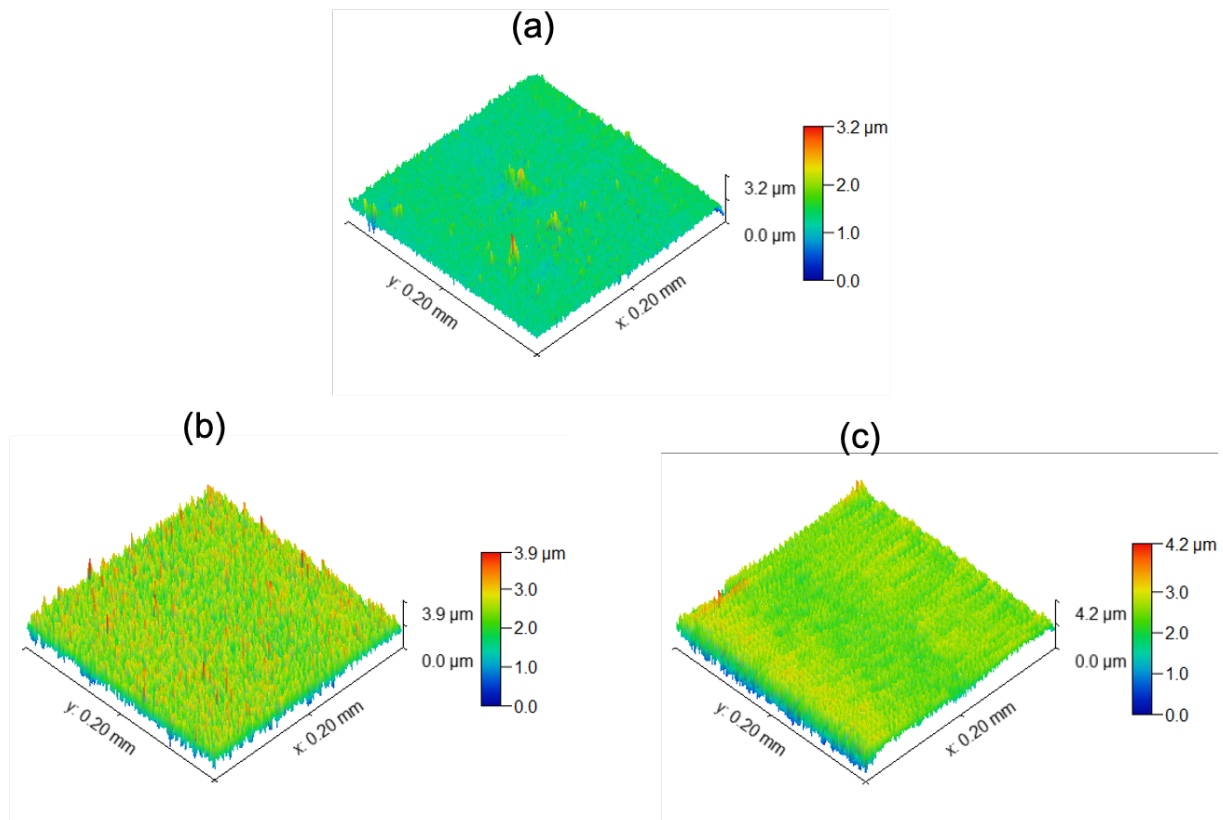 (a)
3.2 µm
2.0
1.0
0.0
3.2 µm
0.0 µm
y: 0.20 mm
x: 0.20 mm
(b)
3.9 µm
3.0
2.0
1.0
0.0
3.9 µm
0.0 µm
y: 0.20 mm
x: 0.20 mm
(c)
4.2 µm
3.0
2.0
1.0
0.0
4.2 µm
0.0 µm
y: 0.20 mm
x: 0.20 mm